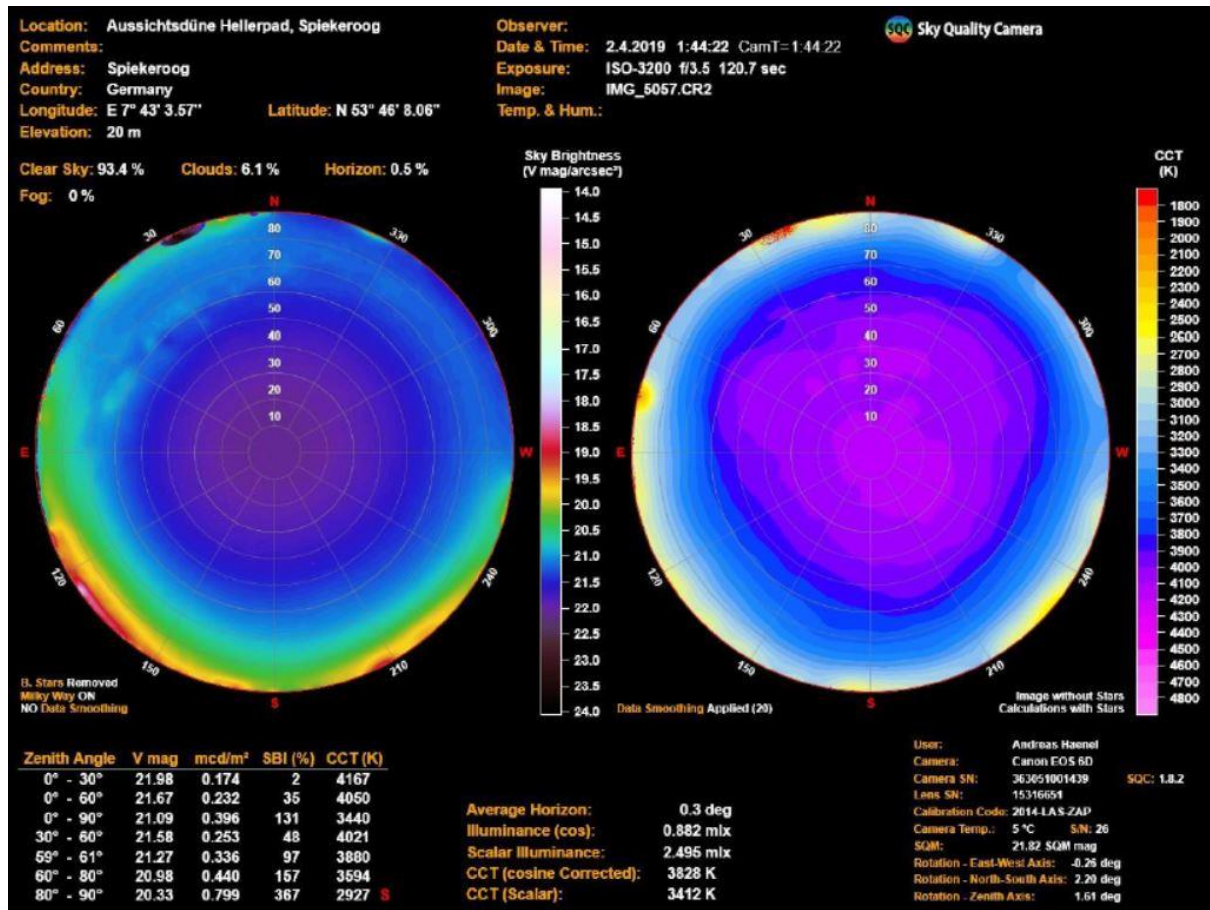 Location: Aussichtsdüne Hellerpad, Spiekeroog
Comments:
Address: Spiekeroog
Country: Germany
Longitude: E 7° 43' 3.57" Latitude: N 53° 46' 8.06"
Elevation: 20 m
Observer:
Date & Time: 2.4.2019 1:44:22 CamT=1:44:22
Exposure: ISO-3200 f/3.5 120.7 sec
Image: IMG_5057.CR2
Temp. & Hum.:
SQC Sky Quality Camera
Clear Sky: 93.4 % Clouds: 6.1 % Horizon: 0.5 %
Fog: 0 %
Sky Brightness
(V mag/arcsec²)
14.0
14.5
15.0
15.5
16.0
16.5
17.0
17.5
18.0
18.5
19.0
19.5
20.0
20.5
21.0
21.5
22.0
22.5
23.0
23.5
24.0
CCT
(K)
1800
1900
2000
2100
2200
2300
2400
2500
2600
2700
2800
2900
3000
3100
3200
3300
3400
3500
3600
3700
3800
3900
4000
4100
4200
4300
4400
4500
4600
4700
4800
N
30
80
330
70
60
60
300
50
40
30
20
10
E
W
120
240
150
210
S
N
30
80
330
70
60
60
300
50
40
30
20
10
E
W
120
240
150
210
S
B. Stars Removed
Milky Way ON
NO Data Smoothing
Data Smoothing Applied (20)
Image without Stars
Calculations with Stars
Zenith Angle V mag mcd/m² SBI (%) CCT (K)
0° - 30° 21.98 0.174 2 4167
0° - 60° 21.67 0.232 35 4050
0° - 90° 21.09 0.396 131 3440
30° - 60° 21.58 0.253 48 4021
59° - 61° 21.27 0.336 97 3880
60° - 80° 20.98 0.440 157 3594
80° - 90° 20.33 0.799 367 2927 S
Average Horizon: 0.3 deg
Illuminance (cos): 0.882 mlx
Scalar Illuminance: 2.495 mlx
CCT (cosine Corrected): 3828 K
CCT (Scalar): 3412 K
User: Andreas Haenel
Camera: Canon EOS 6D
Camera SN: 363051001439 SQC: 1.8.2
Lens SN: 15316651
Calibration Code: 2014-LAS-ZAP
Camera Temp.: 5 °C S/N: 26
SQM: 21.82 SQM mag
Rotation - East-West Axis: -0.26 deg
Rotation - North-South Axis: 2.20 deg
Rotation - Zenith Axis: 1.61 deg